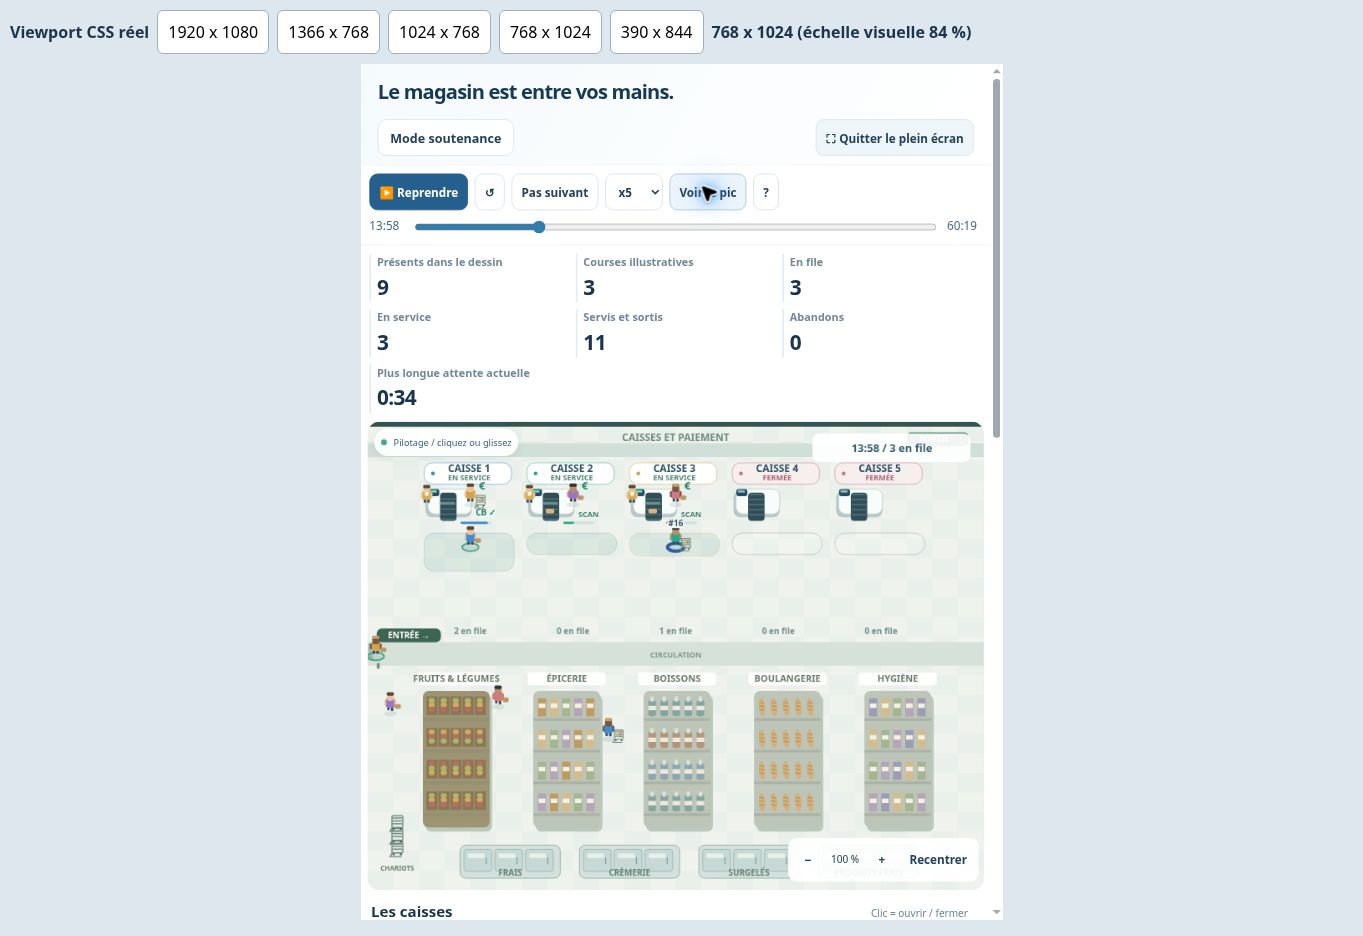 Viewport CSS réel 1920 x 1080 1366 x 768 1024 x 768 768 x 1024 390 x 844 768 x 1024 (échelle visuelle 84 %)
Le magasin est entre vos mains.
Mode soutenance Quitter le plein écran
Reprendre ↺ Pas suivant x5 pic ?
13:58 60:19
Présents dans le dessin Courses illustratives En file
9 3 3
En service Servis et sortis Abandons
3 11 0
Plus longue attente actuelle
0:34
Pilotage / cliquez ou glissez CAISSES ET PAIEMENT
13:58 / 3 en file
CAISSE 1 CAISSE 2 CAISSE 3 CAISSE 4 CAISSE 5
EN SERVICE EN SERVICE EN SERVICE FERMÉE FERMÉE
€ € €
CB ✓ SCAN SCAN
#16
ENTRÉE → 2 en file 0 en file 1 en file 0 en file 0 en file
CIRCULATION
FRUITS & LÉGUMES ÉPICERIE BOISSONS BOULANGERIE HYGIÈNE
− 100 % + Recentrer
CHARIOTS FRAIS CRÈMERIE SURGELÉS
Les caisses Clic = ouvrir / fermer